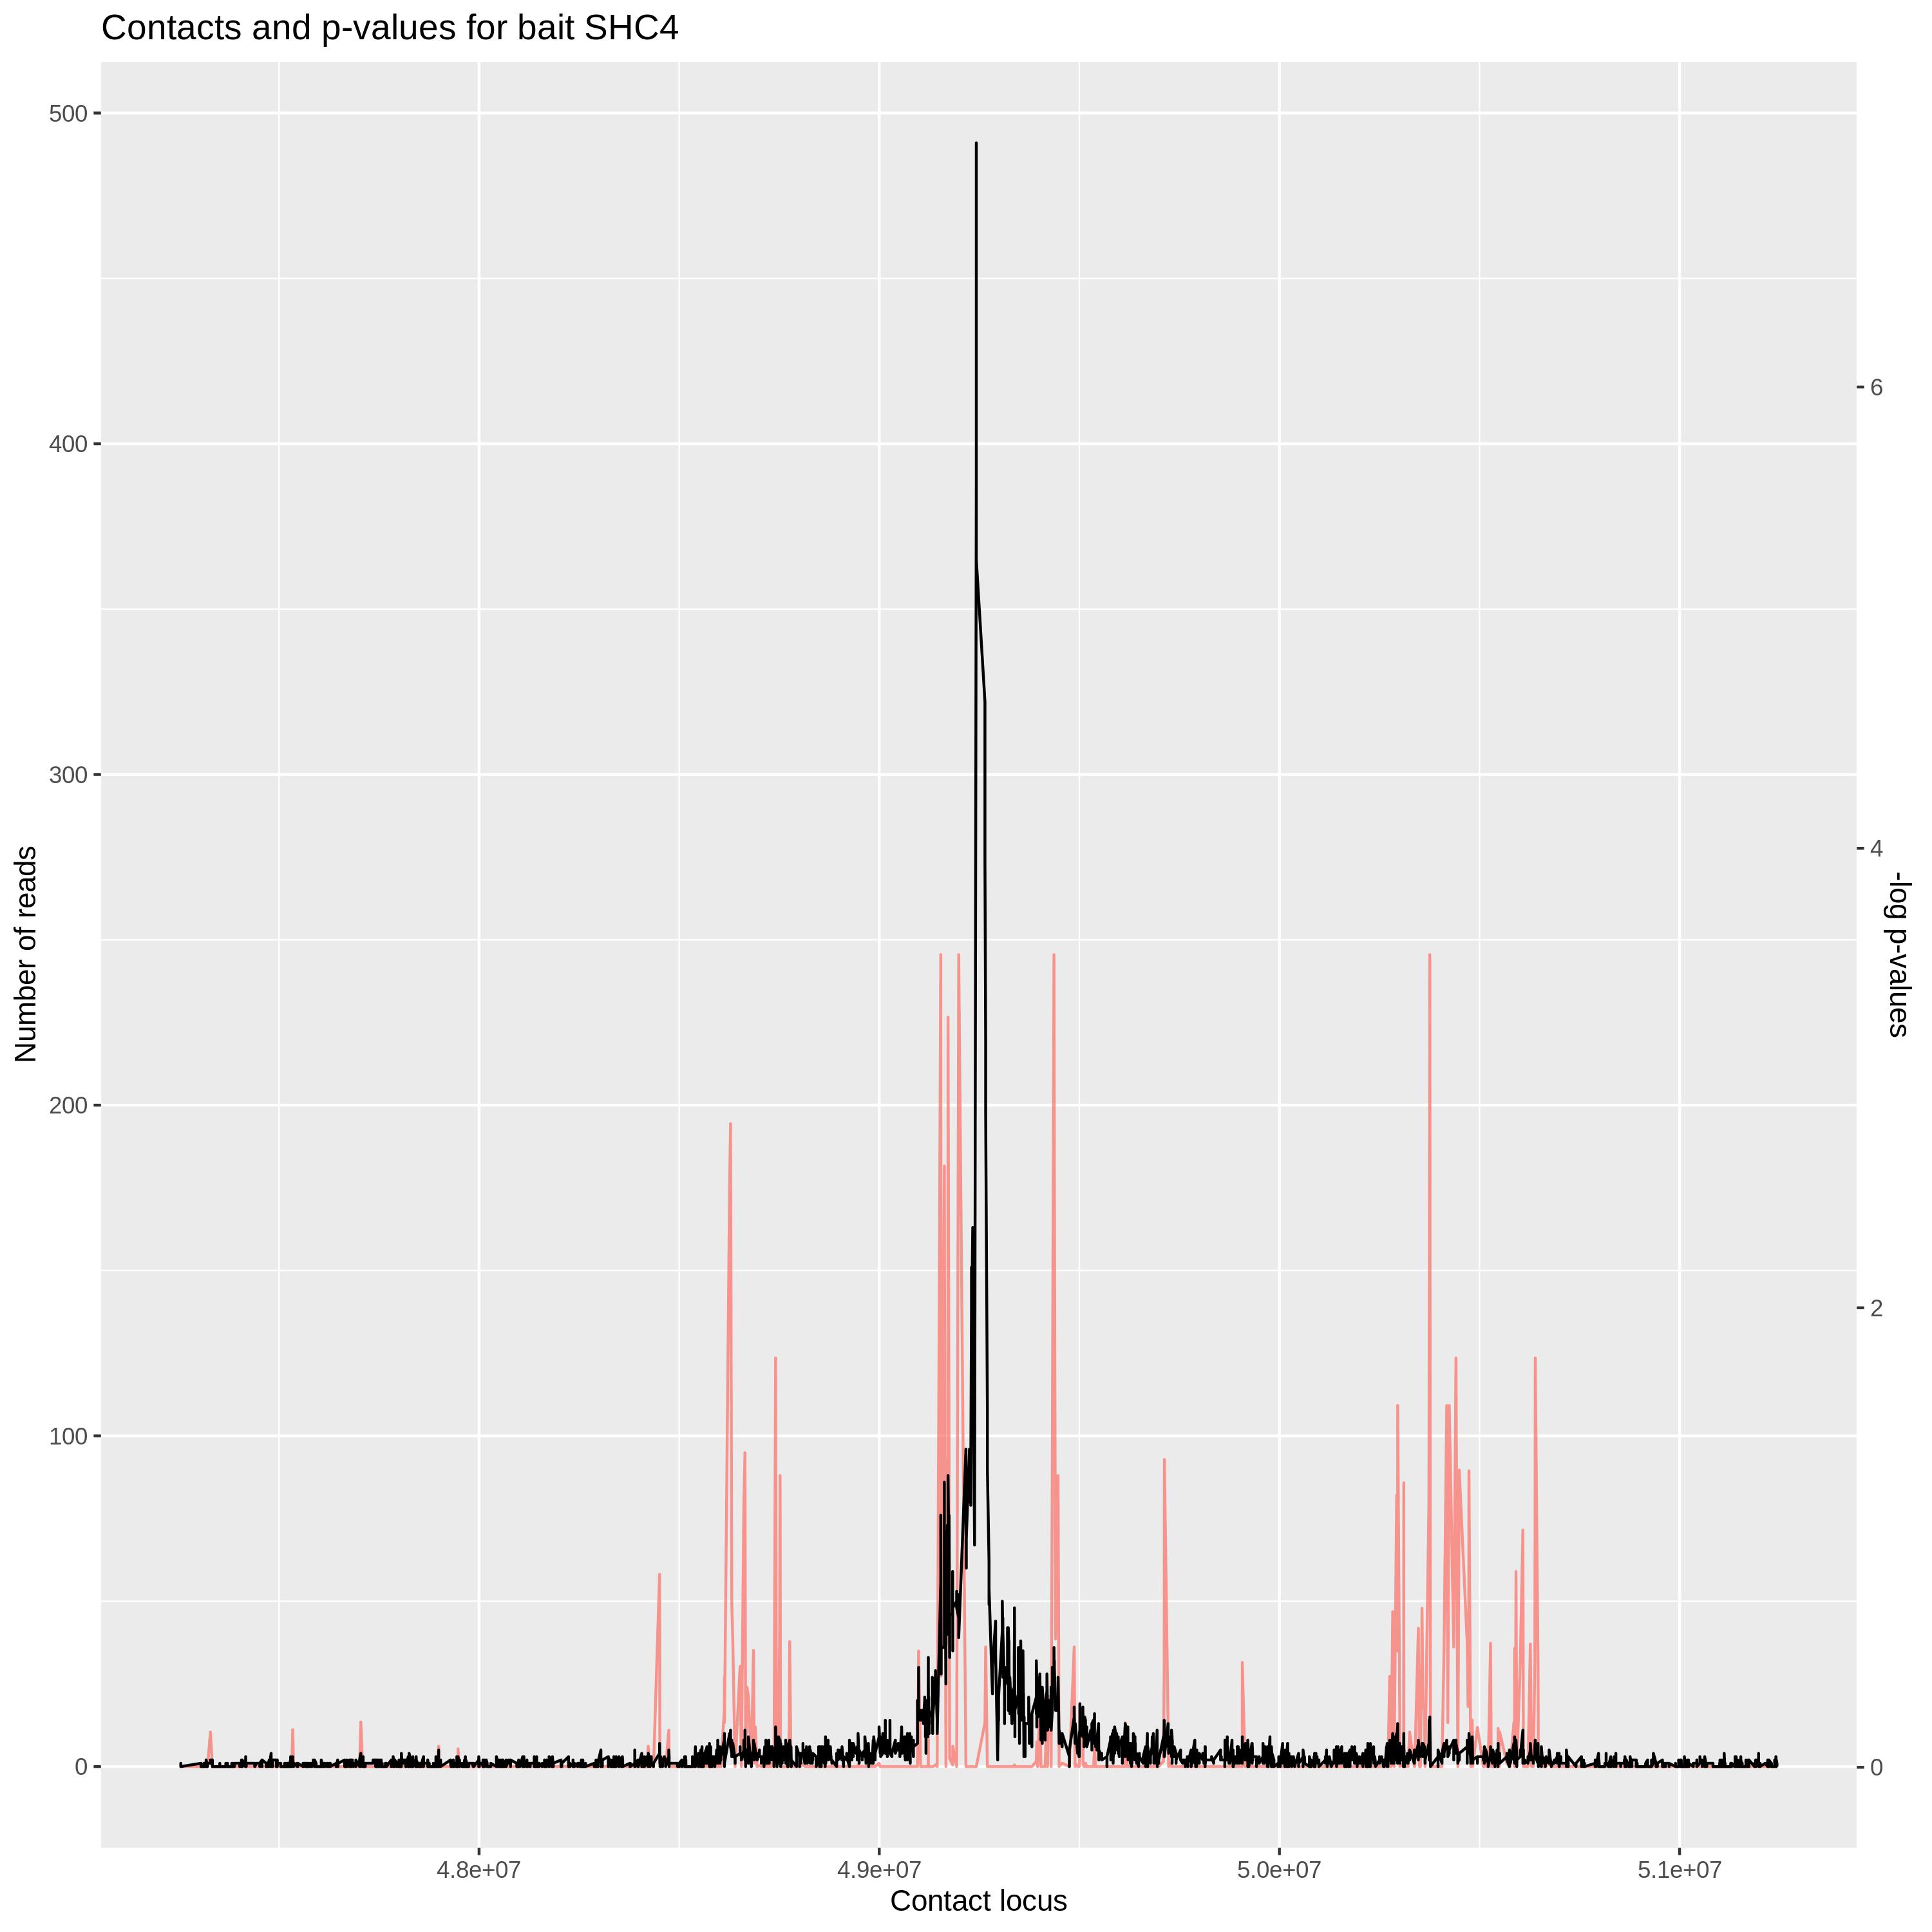 Contacts and p-values for bait SHC4
500
400
300
200
100
0
Number of reads
6
4
2
0
-log p-values
4.8e+07
4.9e+07
5.0e+07
5.1e+07
Contact locus